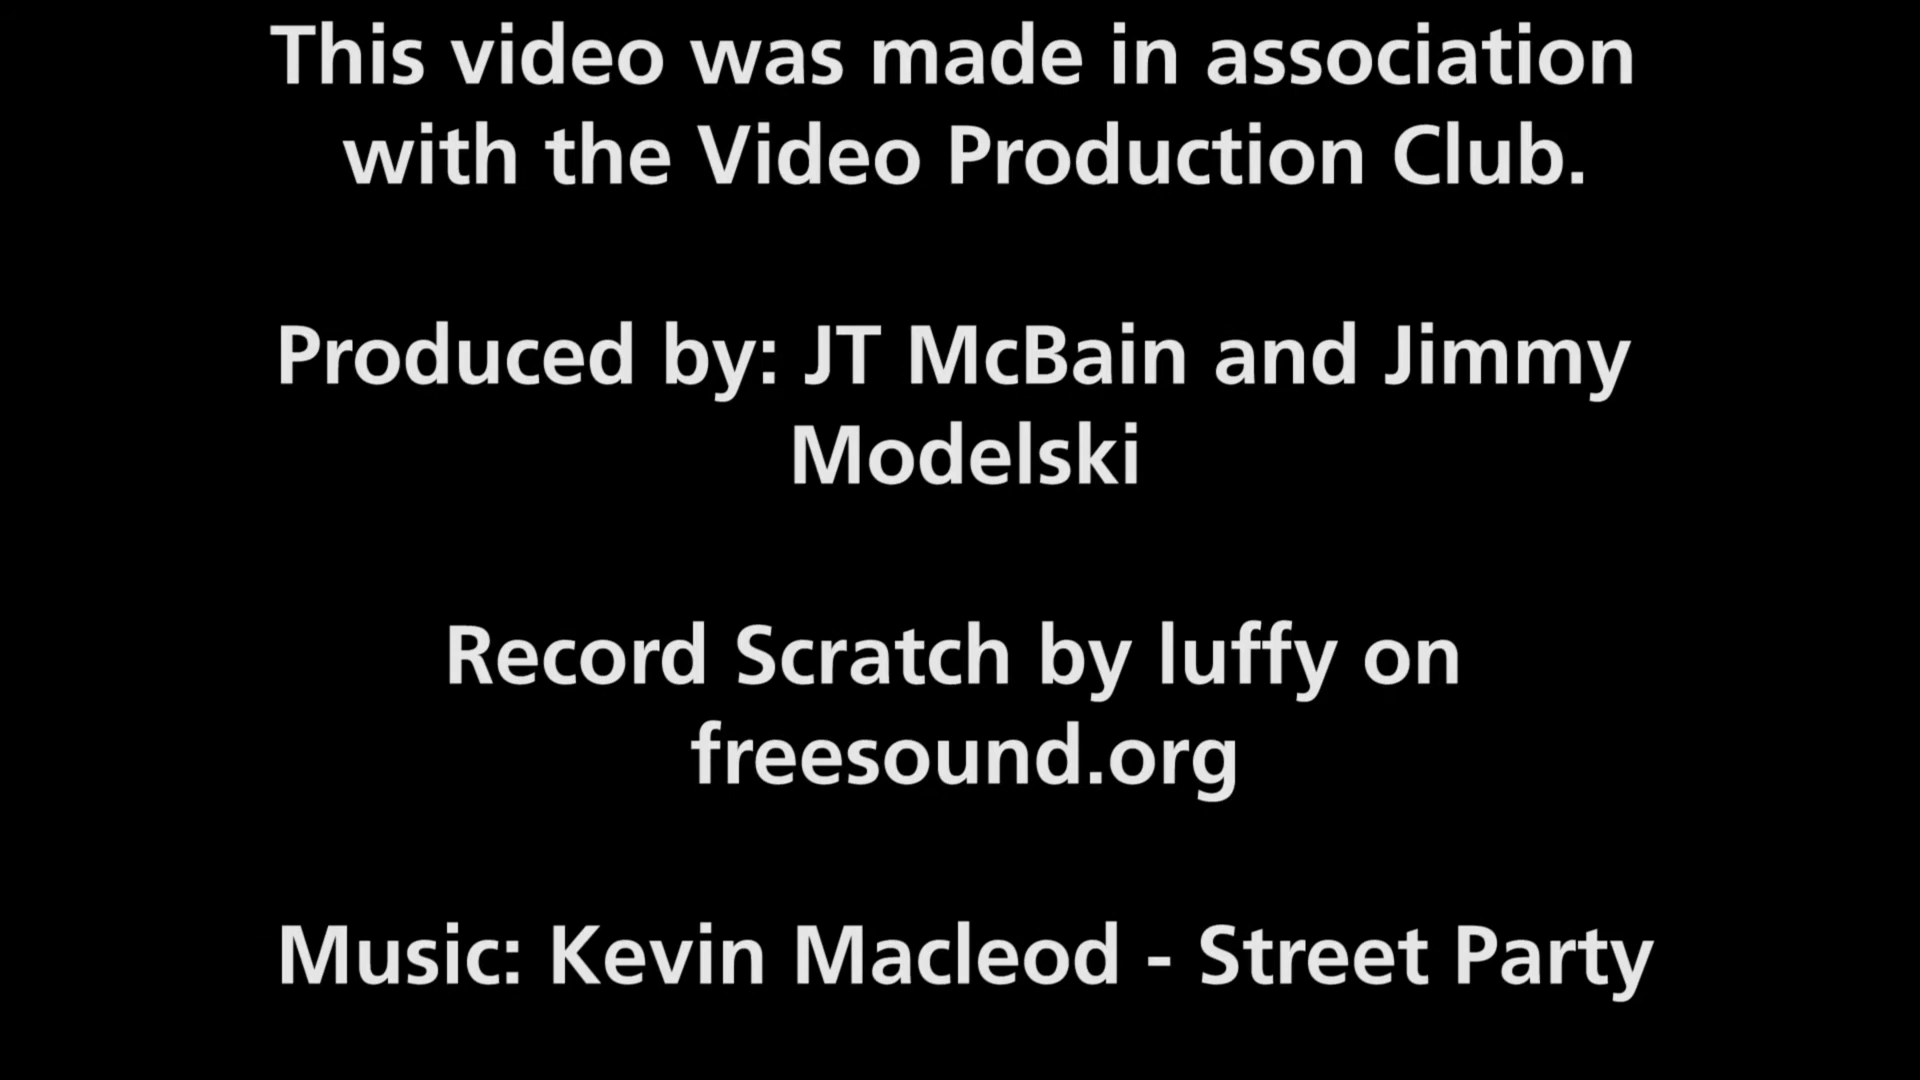 This video was made in association
with the Video Production Club.
Produced by: JT McBain and Jimmy
Modelski
Record Scratch by luffy on
freesound.org
Music: Kevin Macleod - Street Party